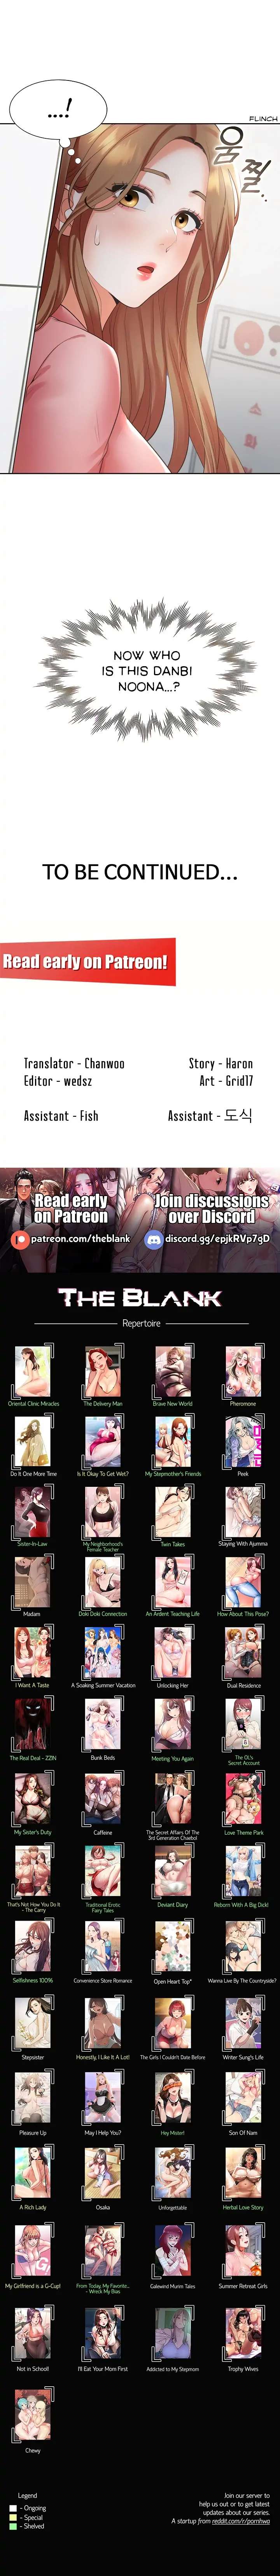 ....!
FLINCH
움찔..
소
화
NOW WHO
IS THIS DANBI
NOONA...?
TO BE CONTINUED...
Read early on Patreon!
Translator - Chanwoo
Editor - wedsz
Assistant - Fish
Story - Haron
Art - Grid17
Assistant - 도식
Read early
on Patreon
patreon.com/theblank
Join discussions
over Discord
discord.gg/epjkRVp7gD
THE BLANK
Repertoire
Oriental Clinic Miracles
The Delivery Man
Brave New World
Pheromone
Do It One More Time
Is It Okay To Get Wet?
My Stepmother's Friends
Peek
Sister-In-Law
My Neighborhood's
Female Teacher
Twin Takes
Staying With Ajumma
Madam
Doki Doki Connection
An Ardent Teaching Life
How About This Pose?
I Want A Taste
A Soaking Summer Vacation
Unlocking Her
Dual Residence
The Real Deal - ZZIN
Bunk Beds
Meeting You Again
The OL's
Secret Account
My Sister's Duty
Caffeine
The Secret Affairs Of The
3rd Generation Chaebol
Love Theme Park
That's Not How You Do It
- The Carry
Traditional Erotic
Fairy Tales
Deviant Diary
Reborn With A Big Dick!
Selfishness 100%
Convenience Store Romance
Open Heart Top*
Wanna Live By The Countryside?
Stepsister
Honestly, I Like It A Lot!
The Girls I Couldn't Date Before
Writer Sung's Life
Pleasure Up
May I Help You?
Hey Mister!
Son Of Nam
A Rich Lady
Osaka
Unforgettable
Herbal Love Story
My Girlfriend is a G-Cup!
From Today, My Favorite...
- Wreck My Bias
Galewind Murim Tales
Summer Retreat Girls
Not in School!
I'll Eat Your Mom First
Addicted to My Stepmom
Trophy Wives
Chewy
Legend
- Ongoing
- Special
- Shelved
Join our server to
help us out or to get latest
updates about our series.
A startup from reddit.com/r/pornhwa